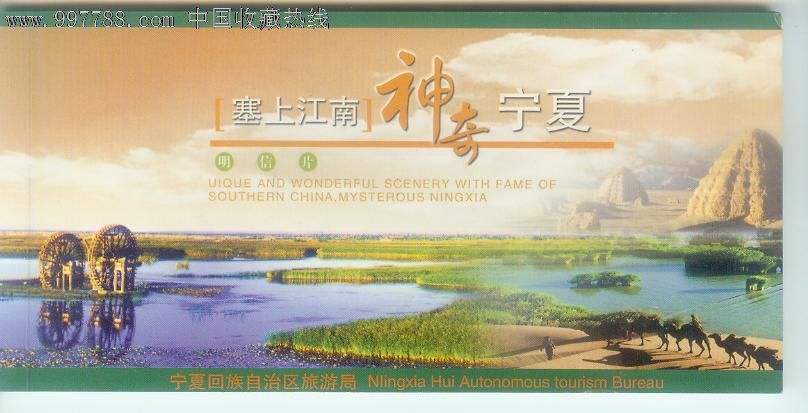 www.997788.com 中国收藏热线
[塞上江南] 神奇 宁夏
明信片
UIQUE AND WONDERFUL SCENERY WITH FAME OF
SOUTHERN CHINA,MYSTEROUS NINGXIA
宁夏回族自治区旅游局 NIingxia Hui Autonomous tourism Bureau